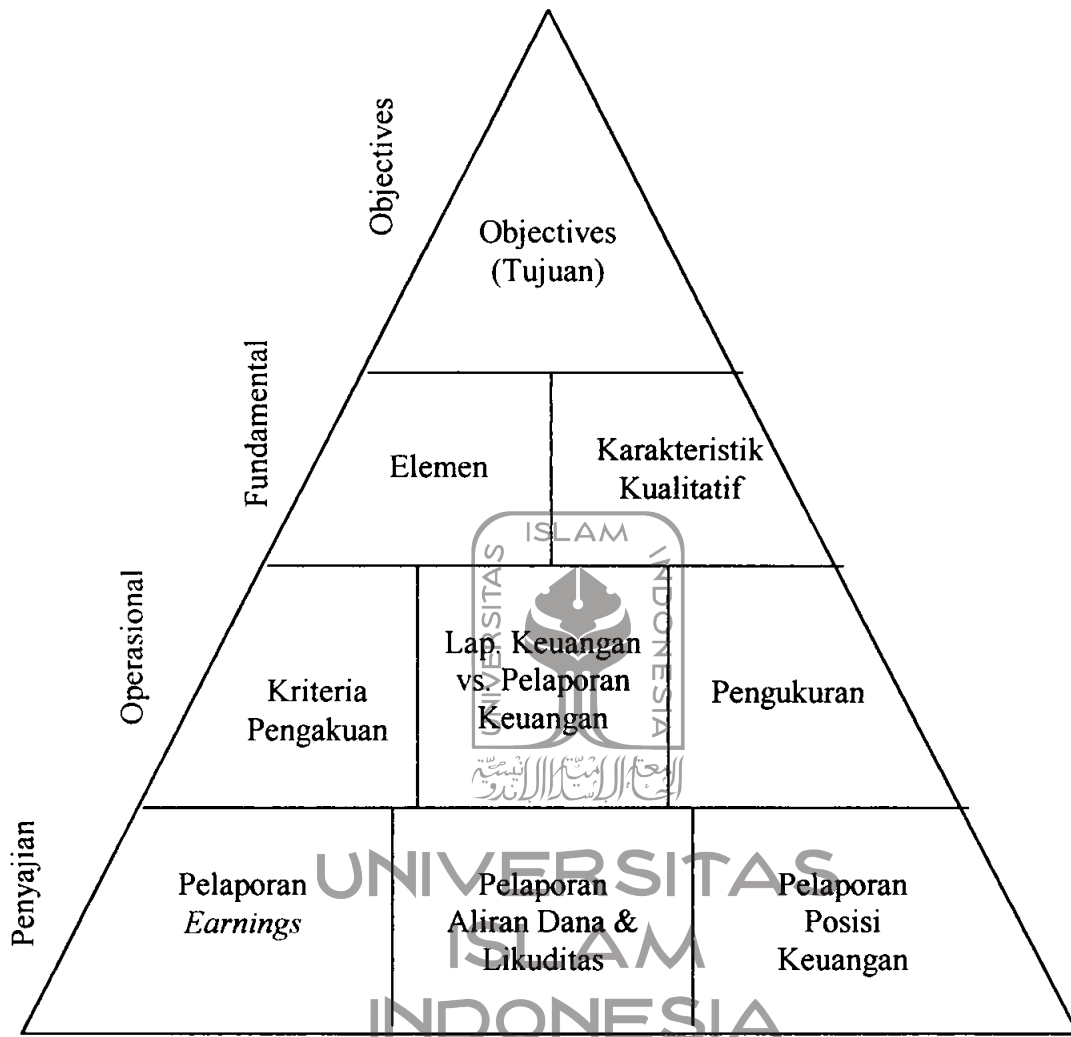 Objectives
Objectives
(Tujuan)
Fundamental
Elemen
Karakteristik
Kualitatif
Operasional
Kriteria
Pengakuan
Lap. Keuangan
vs. Pelaporan
Keuangan
Pengukuran
Penyajian
Pelaporan
Earnings
Pelaporan
Aliran Dana &
Likuditas
Pelaporan
Posisi
Keuangan
UNIVERSITAS
ISLAM
INDONESIA
UNIVERSITAS
ISLAM
INDONESIA